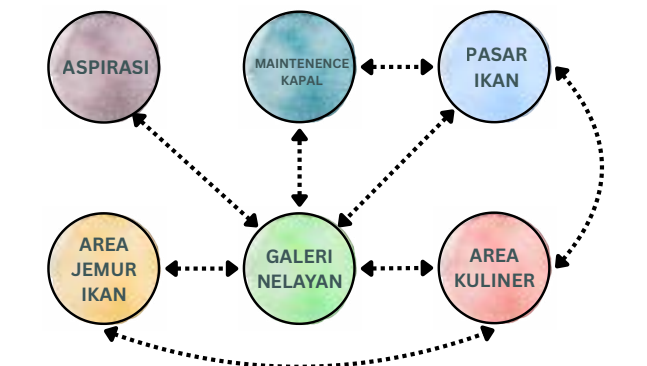 ASPIRASI
MAINTENENCE
KAPAL
PASAR
IKAN
AREA
JEMUR
IKAN
GALERI
NELAYAN
AREA
KULINER